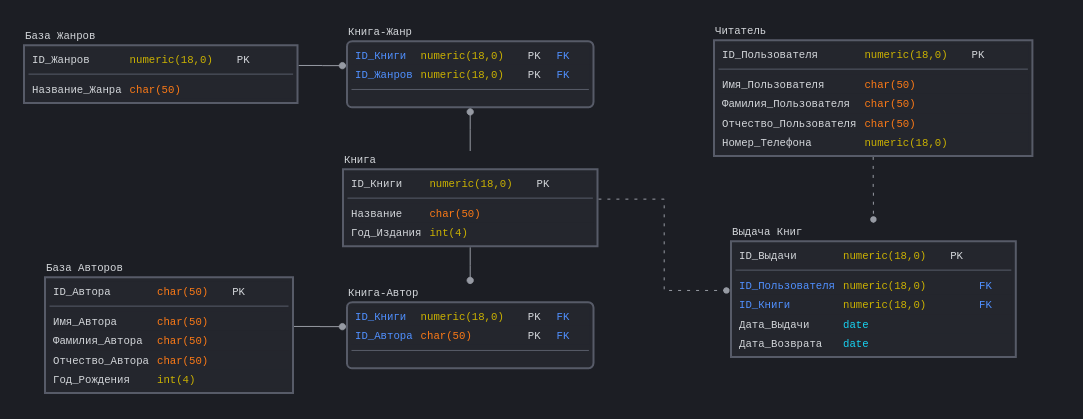 База Жанров
ID_Жанров numeric(18,0) PK
Название_Жанра char(50)
Книга-Жанр
ID_Книги numeric(18,0) PK FK
ID_Жанров numeric(18,0) PK FK
Читатель
ID_Пользователя numeric(18,0) PK
Имя_Пользователя char(50)
Фамилия_Пользователя char(50)
Отчество_Пользователя char(50)
Номер_Телефона numeric(18,0)
Книга
ID_Книги numeric(18,0) PK
Название char(50)
Год_Издания int(4)
Выдача Книг
ID_Выдачи numeric(18,0) PK
ID_Пользователя numeric(18,0) FK
ID_Книги numeric(18,0) FK
Дата_Выдачи date
Дата_Возврата date
База Авторов
ID_Автора char(50) PK
Имя_Автора char(50)
Фамилия_Автора char(50)
Отчество_Автора char(50)
Год_Рождения int(4)
Книга-Автор
ID_Книги numeric(18,0) PK FK
ID_Автора char(50) PK FK